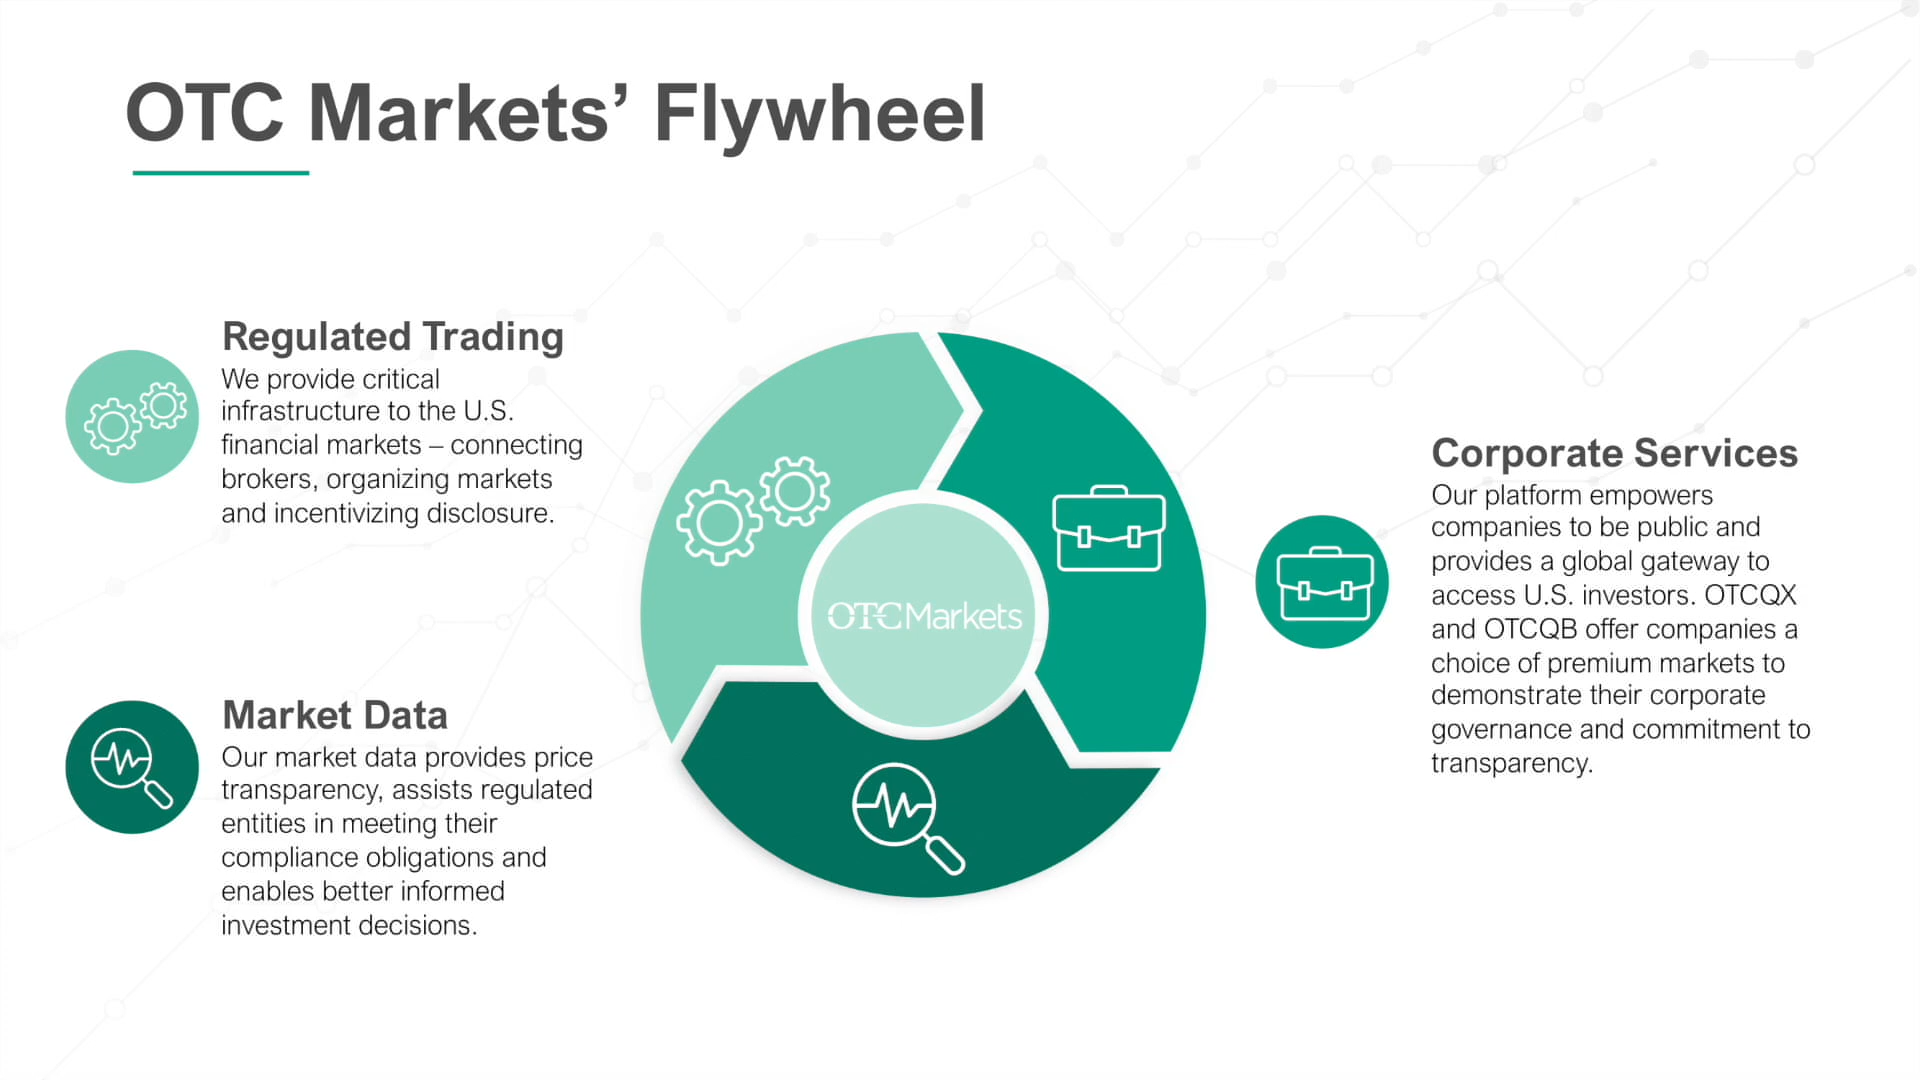 OTC Markets’ Flywheel
Regulated Trading
We provide critical
infrastructure to the U.S.
financial markets – connecting
brokers, organizing markets
and incentivizing disclosure.
Market Data
Our market data provides price
transparency, assists regulated
entities in meeting their
compliance obligations and
enables better informed
investment decisions.
OTCMarkets
Corporate Services
Our platform empowers
companies to be public and
provides a global gateway to
access U.S. investors. OTCQX
and OTCQB offer companies a
choice of premium markets to
demonstrate their corporate
governance and commitment to
transparency.